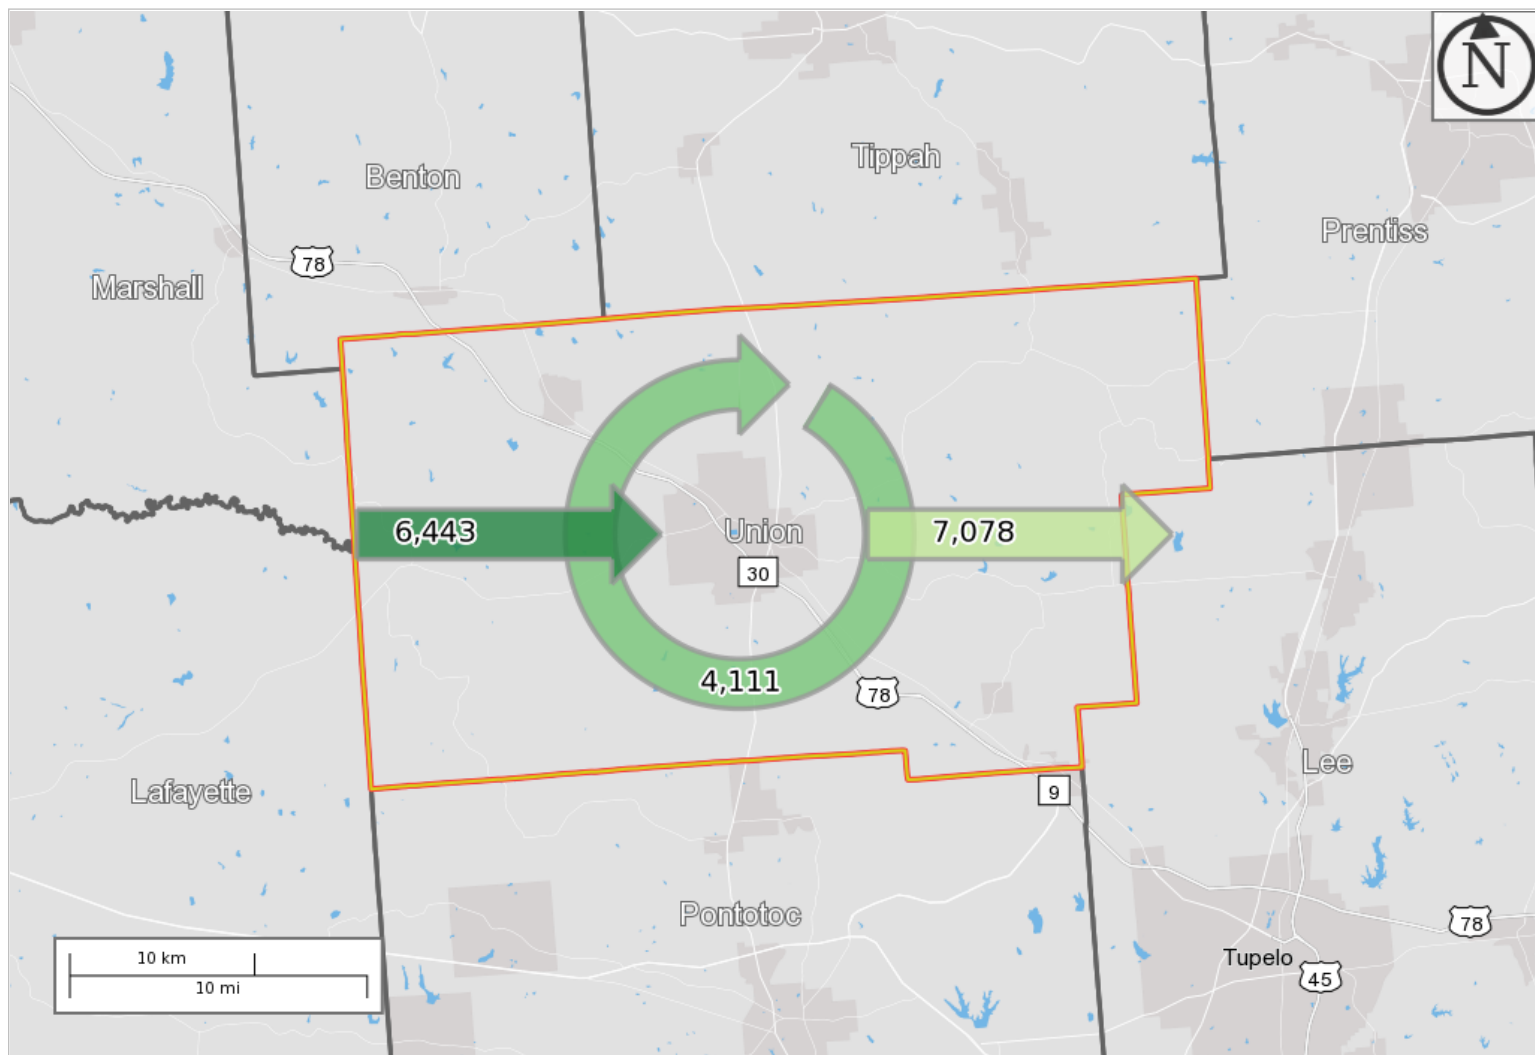 N
Tippah
Benton
Prentiss
78
Marshall
6,443
Union
7,078
30
4,111
78
Lee
9
Lafayette
Pontotoc
78
Tupelo
45
10 km
10 mi